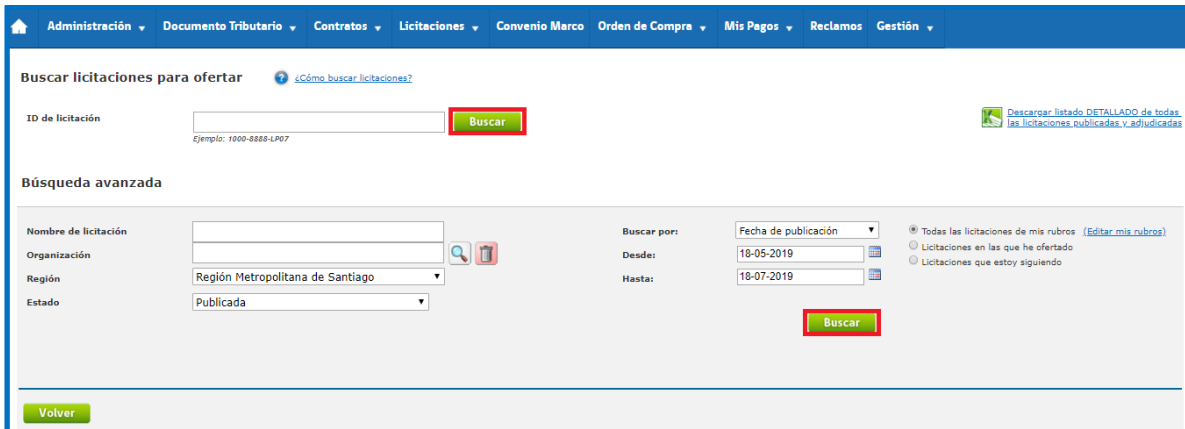 Administración Documento Tributario Contratos Licitaciones Convenio Marco Orden de Compra Mis Pagos Reclamos Gestión
Buscar licitaciones para ofertar ¿Cómo buscar licitaciones?
ID de licitación Buscar
Ejemplo: 1000-8888-LP07
Descargar listado DETALLADO de todas
las licitaciones publicadas y adjudicadas
Búsqueda avanzada
Nombre de licitación Buscar por: Fecha de publicación Todas las licitaciones de mis rubros (Editar mis rubros)
Organización Desde: 18-05-2019 Licitaciones en las que he ofertado
Licitaciones que estoy siguiendo
Región Región Metropolitana de Santiago Hasta: 18-07-2019
Estado Publicada
Buscar
Volver